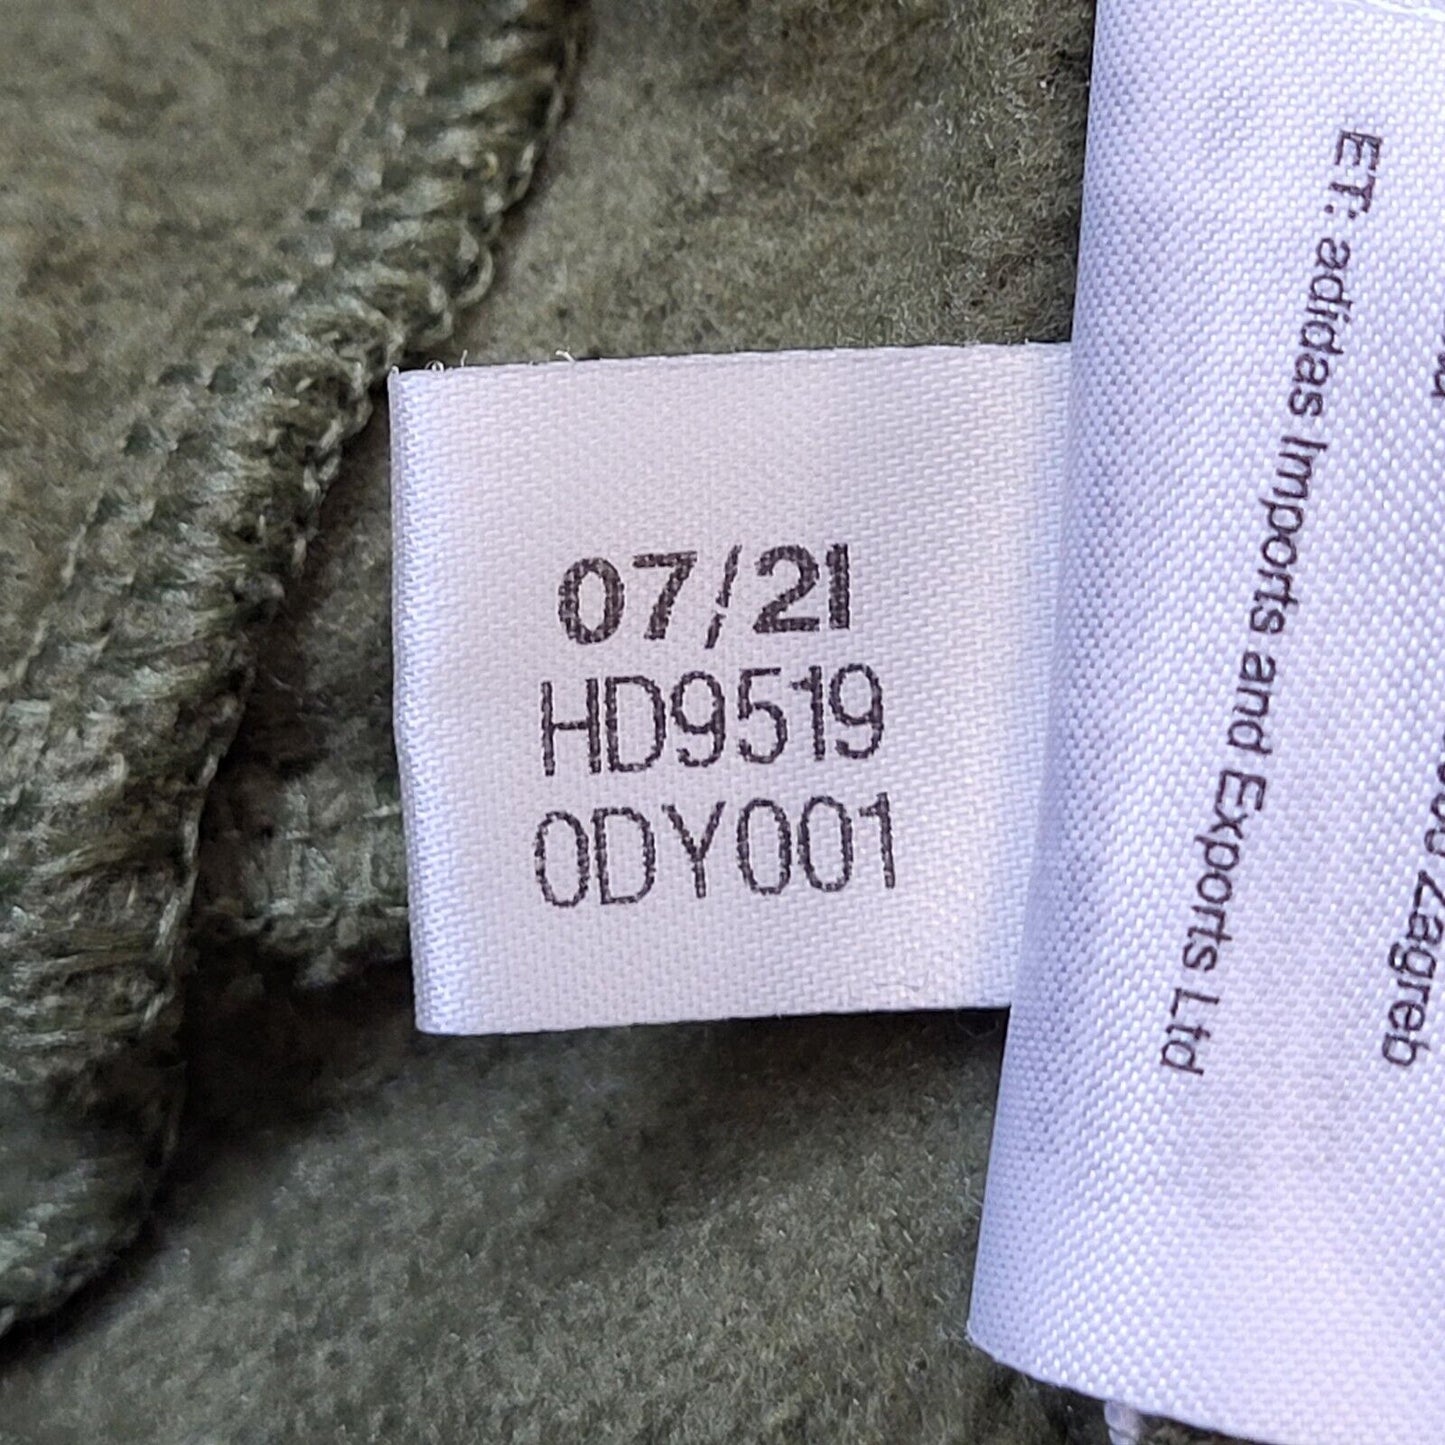 07/21
HD9519
0DY001
ET: adidas Imports and Exports Ltd
Zagreb